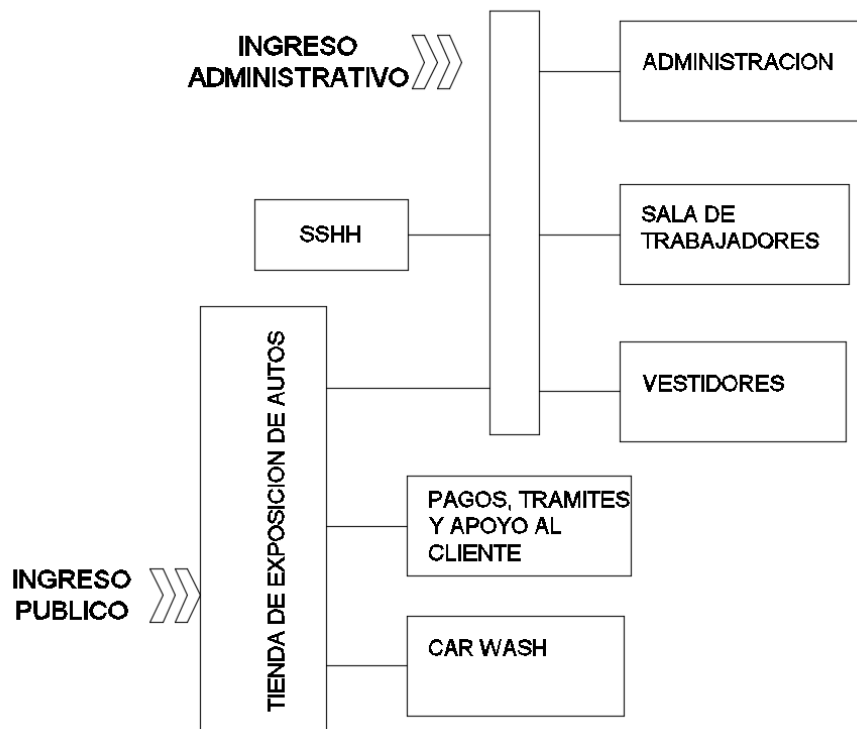 INGRESO
ADMINISTRATIVO
ADMINISTRACION
SSHH
SALA DE
TRABAJADORES
TIENDA DE EXPOSICION DE AUTOS
VESTIDORES
PAGOS, TRAMITES
Y APOYO AL
CLIENTE
INGRESO
PUBLICO
CAR WASH